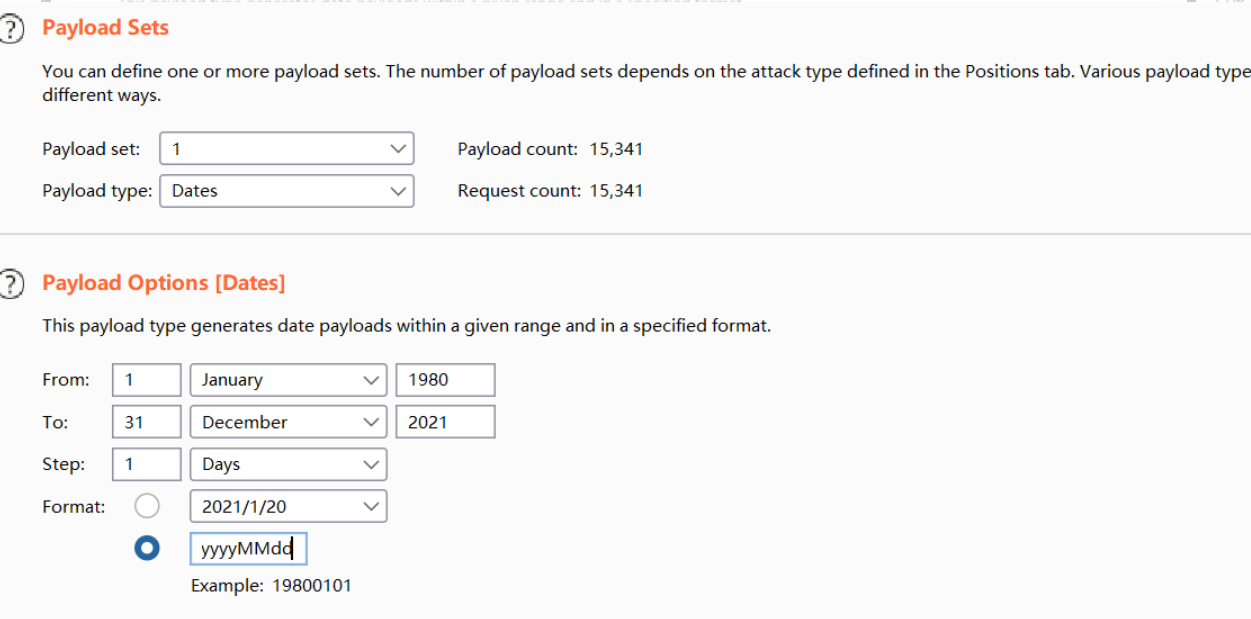 Payload Sets
You can define one or more payload sets. The number of payload sets depends on the attack type defined in the Positions tab. Various payload type
different ways.
Payload set: 1 Payload count: 15,341
Payload type: Dates Request count: 15,341
Payload Options [Dates]
This payload type generates date payloads within a given range and in a specified format.
From: 1 January 1980
To: 31 December 2021
Step: 1 Days
Format: 2021/1/20
yyyyMMdd
Example: 19800101